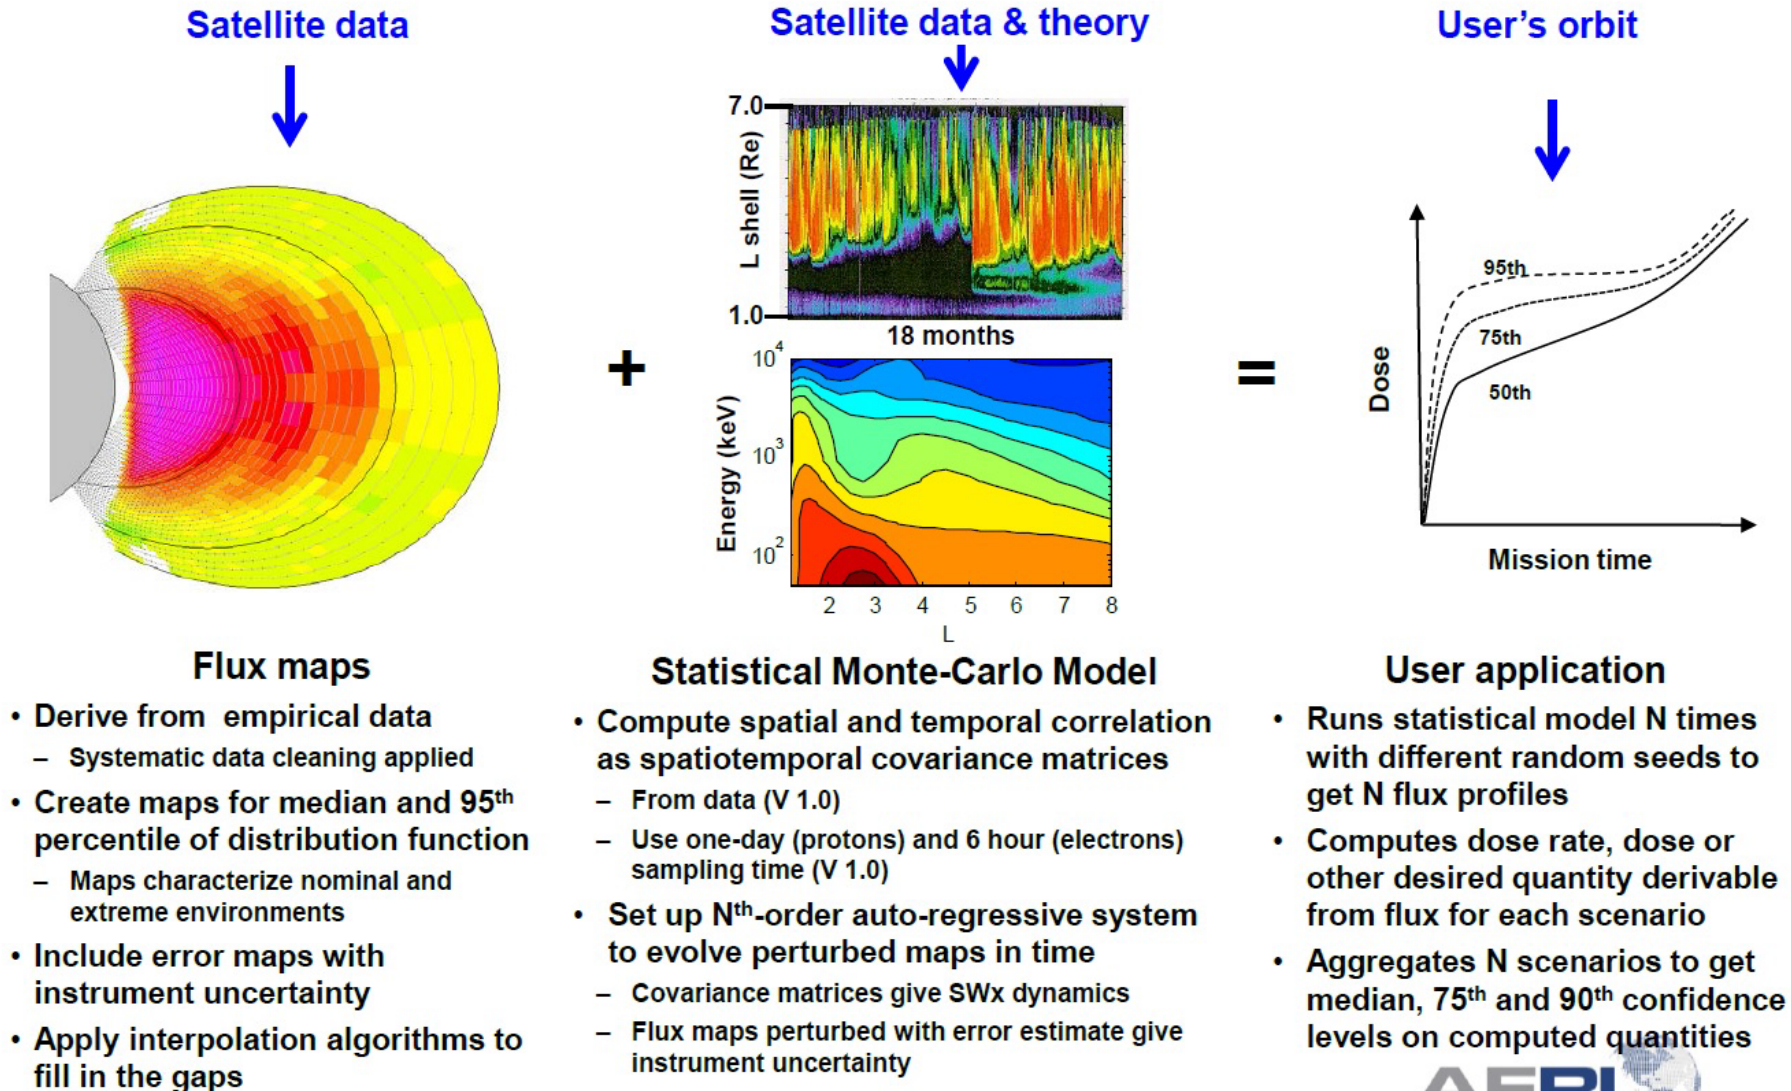 Satellite data
Satellite data & theory
User's orbit
7.0
L shell (Re)
1.0
18 months
+
=
10^4
10^3
10^2
Energy (keV)
2 3 4 5 6 7 8
L
95th
75th
50th
Dose
Mission time
Flux maps
• Derive from empirical data
– Systematic data cleaning applied
• Create maps for median and 95th
percentile of distribution function
– Maps characterize nominal and
extreme environments
• Include error maps with
instrument uncertainty
• Apply interpolation algorithms to
fill in the gaps
Statistical Monte-Carlo Model
• Compute spatial and temporal correlation
as spatiotemporal covariance matrices
– From data (V 1.0)
– Use one-day (protons) and 6 hour (electrons)
sampling time (V 1.0)
• Set up Nth-order auto-regressive system
to evolve perturbed maps in time
– Covariance matrices give SWx dynamics
– Flux maps perturbed with error estimate give
instrument uncertainty
User application
• Runs statistical model N times
with different random seeds to
get N flux profiles
• Computes dose rate, dose or
other desired quantity derivable
from flux for each scenario
• Aggregates N scenarios to get
median, 75th and 90th confidence
levels on computed quantities